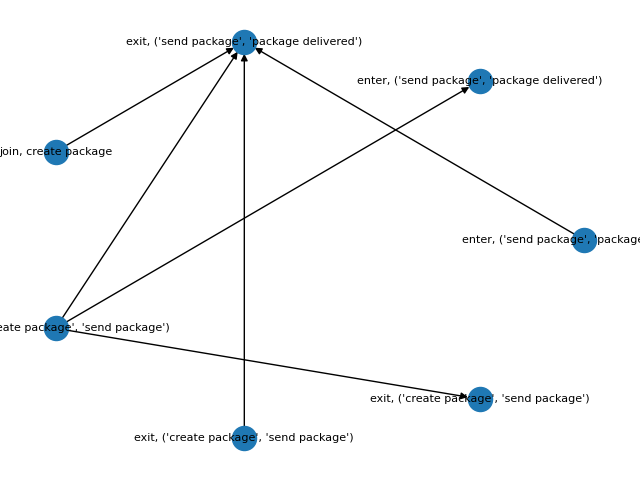 exit, ('send package', 'package delivered')
enter, ('send package', 'package delivered')
join, create package
enter, ('send package', 'package
eate package', 'send package')
exit, ('create package', 'send package')
exit, ('create package', 'send package')